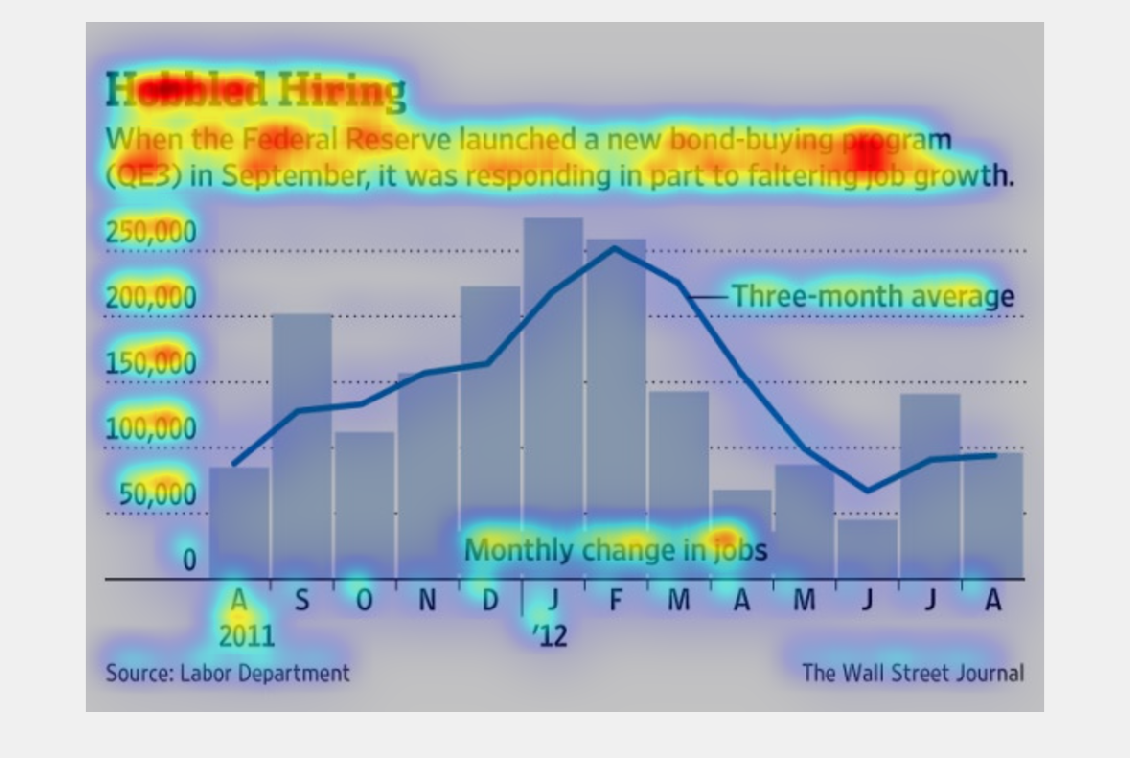 Hobbled Hiring
When the Federal Reserve launched a new bond-buying program
(QE3) in September, it was responding in part to faltering job growth.
250,000
200,000
Three-month average
150,000
100,000
50,000
Monthly change in jobs
0
A S O N D J F M A M J J A
2011 '12
Source: Labor Department The Wall Street Journal